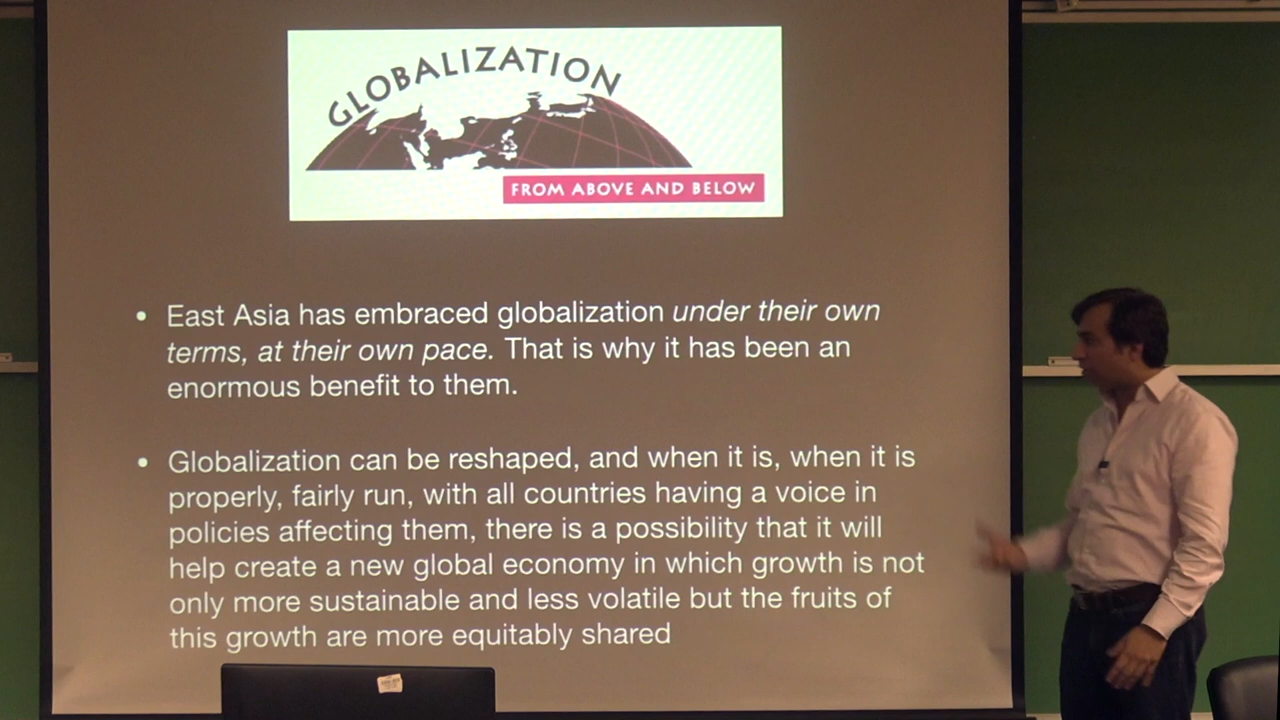 GLOBALIZATION
FROM ABOVE AND BELOW
• East Asia has embraced globalization under their own
terms, at their own pace. That is why it has been an
enormous benefit to them.
• Globalization can be reshaped, and when it is, when it is
properly, fairly run, with all countries having a voice in
policies affecting them, there is a possibility that it will
help create a new global economy in which growth is not
only more sustainable and less volatile but the fruits of
this growth are more equitably shared